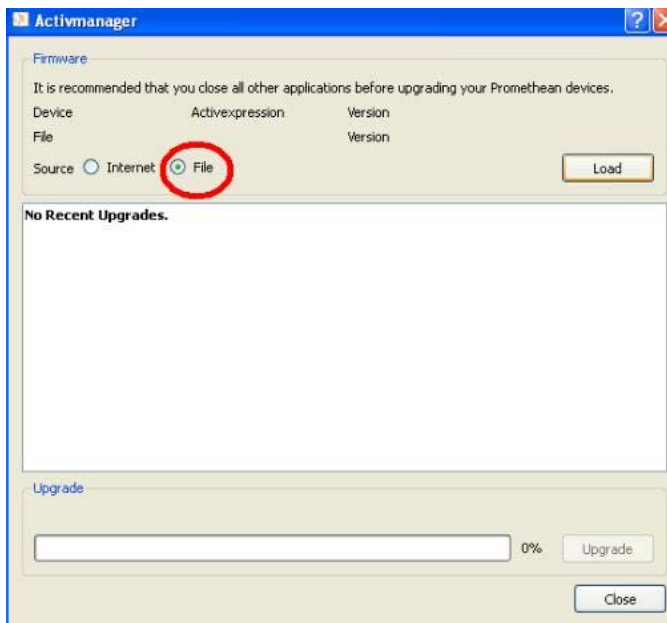 Activmanager
Firmware
It is recommended that you close all other applications before upgrading your Promethean devices.
Device Activexpression Version
File Version
Source Internet File Load
No Recent Upgrades.
Upgrade
0% Upgrade
Close